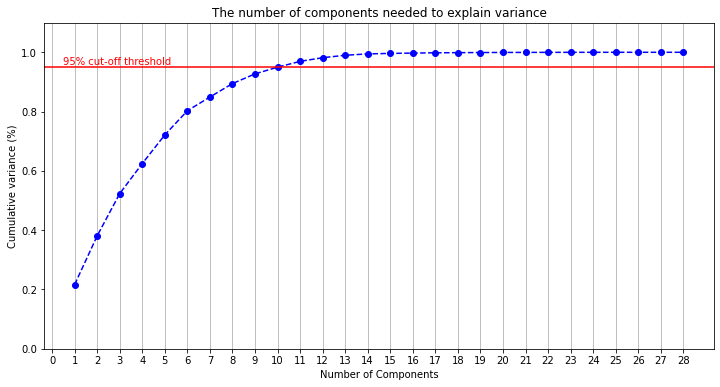 The number of components needed to explain variance
1.0
95% cut-off threshold
0.8
0.6
0.4
0.2
0.0
Cumulative variance (%)
0 1 2 3 4 5 6 7 8 9 10 11 12 13 14 15 16 17 18 19 20 21 22 23 24 25 26 27 28
Number of Components